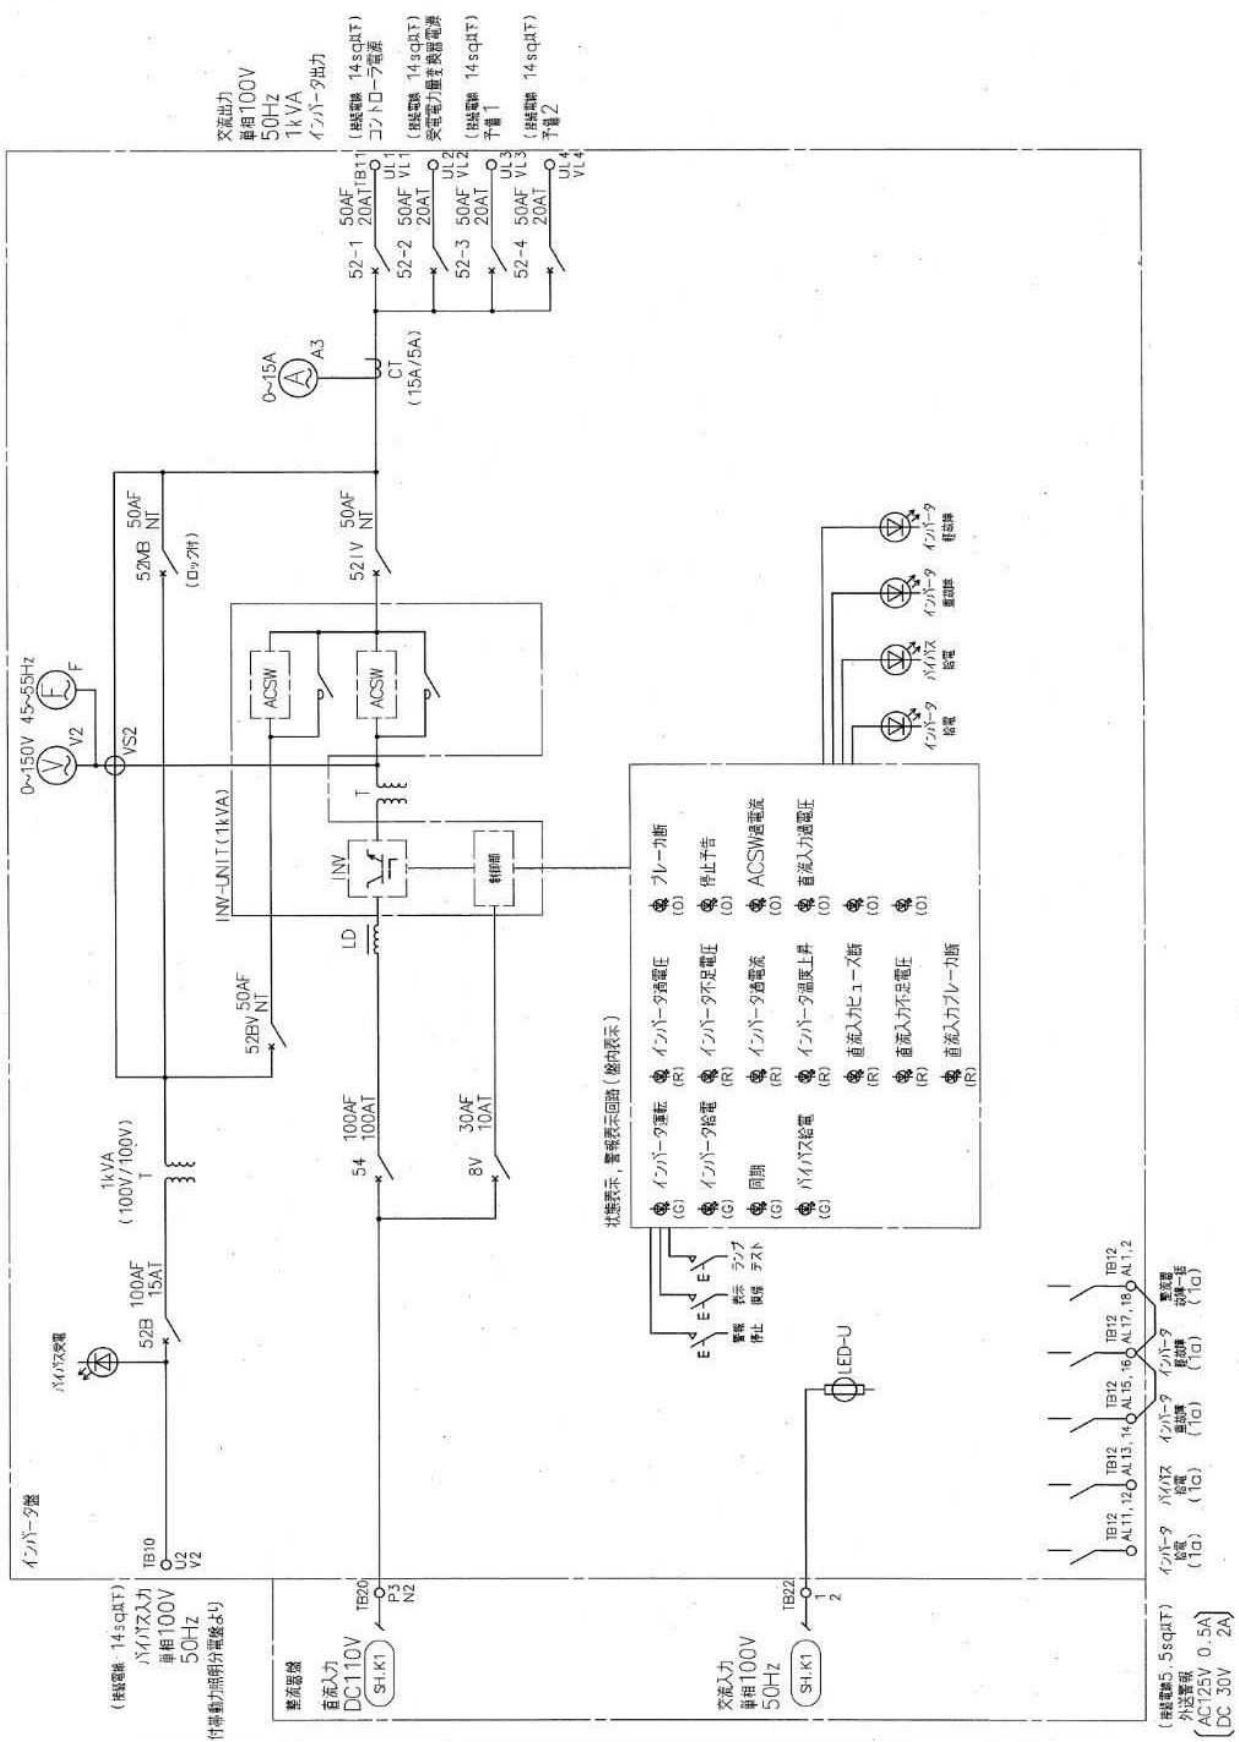 インバータ盤
(接続電線 14sq以下)
バイパス入力
単相100V
50Hz
付帯動力照明分電盤より
TB10
U2
V2
バイパス受電
52B
100AF
15AT
1kVA
(100V/100V)
T
52BV
50AF
NT
0~150V
V
V2
45~55Hz
F
F
VS2
52MB
50AF
NT
(ロック付)
INV-UNIT(1kVA)
ACSW
ACSW
52IV
50AF
NT
0~15A
A
A3
CT
(15A/5A)
交流出力
単相100V
50Hz
1kVA
インバータ出力
52-1
50AF
20AT
TB11
UL1
VL1
(接続電線 14sq以下)
コントローラ電源
52-2
50AF
20AT
UL2
VL2
(接続電線 14sq以下)
受電電力量変換器電源
52-3
50AF
20AT
UL3
VL3
(接続電線 14sq以下)
予備1
52-4
50AF
20AT
UL4
VL4
(接続電線 14sq以下)
予備2
整流器盤
直流入力
DC110V
SH.K1
TB20
P3
N2
54
100AF
100AT
LD
INV
T
8V
30AF
10AT
制御部
状態表示, 警報表示回路(盤内表示)
(G) インバータ運転
(G) インバータ給電
(G) 同期
(G) バイパス給電
(R) インバータ過電圧
(R) インバータ不足電圧
(R) インバータ過電流
(R) インバータ温度上昇
(R) 直流入力ヒューズ断
(R) 直流入力不足電圧
(R) 直流入力ブレーカ断
(O) ブレーカ断
(O) 停止予告
(O) ACSW過電流
(O) 直流入力過電圧
(O)
(O)
E
警報
停止
E
表示
復帰
E
ランプ
テスト
インバータ
給電
バイパス
給電
インバータ
重故障
インバータ
軽故障
交流入力
単相100V
50Hz
SH.K1
TB22
1
2
LED-U
(接続電線5.5sq以下)
外送警報
AC125V 0.5A
DC 30V 2A
TB12
AL11,12
インバータ
給電
(1a)
TB12
AL13,14
バイパス
給電
(1a)
TB12
AL15,16
インバータ
重故障
(1a)
TB12
AL17,18
インバータ
軽故障
(1a)
TB12
AL1,2
整流器
故障一括
(1a)